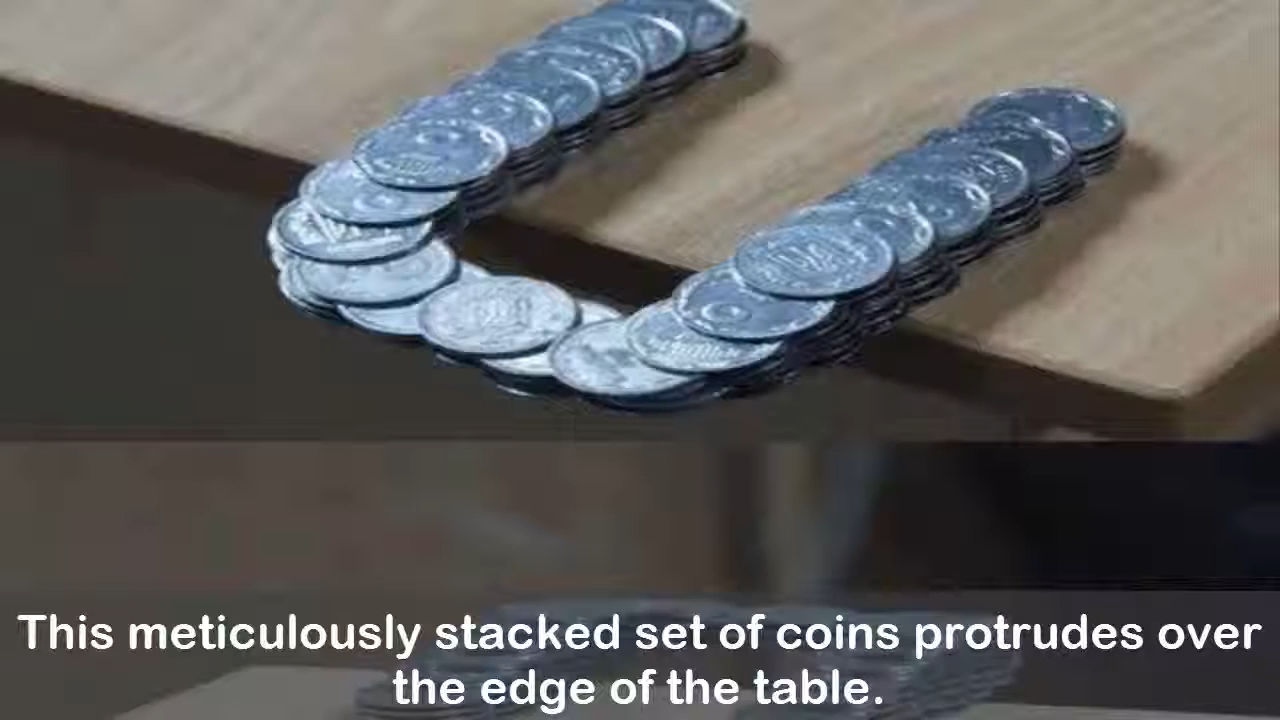 This meticulously stacked set of coins protrudes over
the edge of the table.